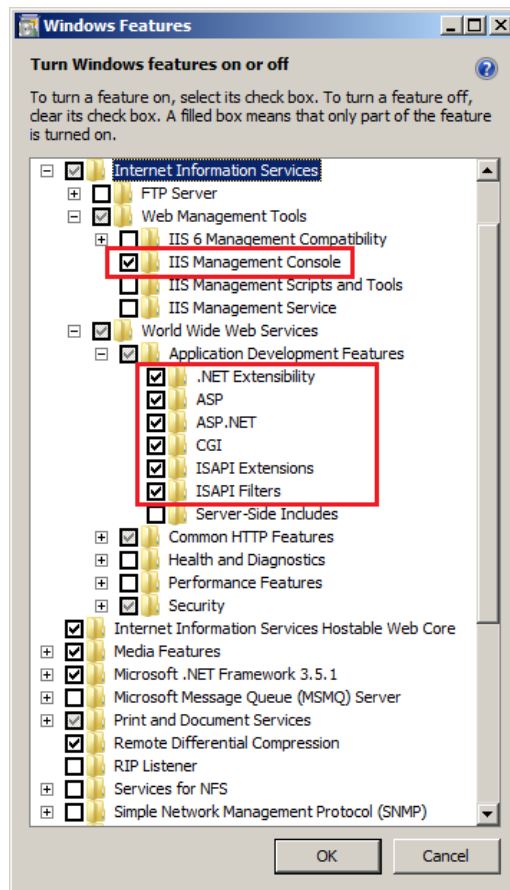 Windows Features
Turn Windows features on or off
To turn a feature on, select its check box. To turn a feature off,
clear its check box. A filled box means that only part of the feature
is turned on.
Internet Information Services
FTP Server
Web Management Tools
IIS 6 Management Compatibility
IIS Management Console
IIS Management Scripts and Tools
IIS Management Service
World Wide Web Services
Application Development Features
.NET Extensibility
ASP
ASP.NET
CGI
ISAPI Extensions
ISAPI Filters
Server-Side Includes
Common HTTP Features
Health and Diagnostics
Performance Features
Security
Internet Information Services Hostable Web Core
Media Features
Microsoft .NET Framework 3.5.1
Microsoft Message Queue (MSMQ) Server
Print and Document Services
Remote Differential Compression
RIP Listener
Services for NFS
Simple Network Management Protocol (SNMP)
OK Cancel